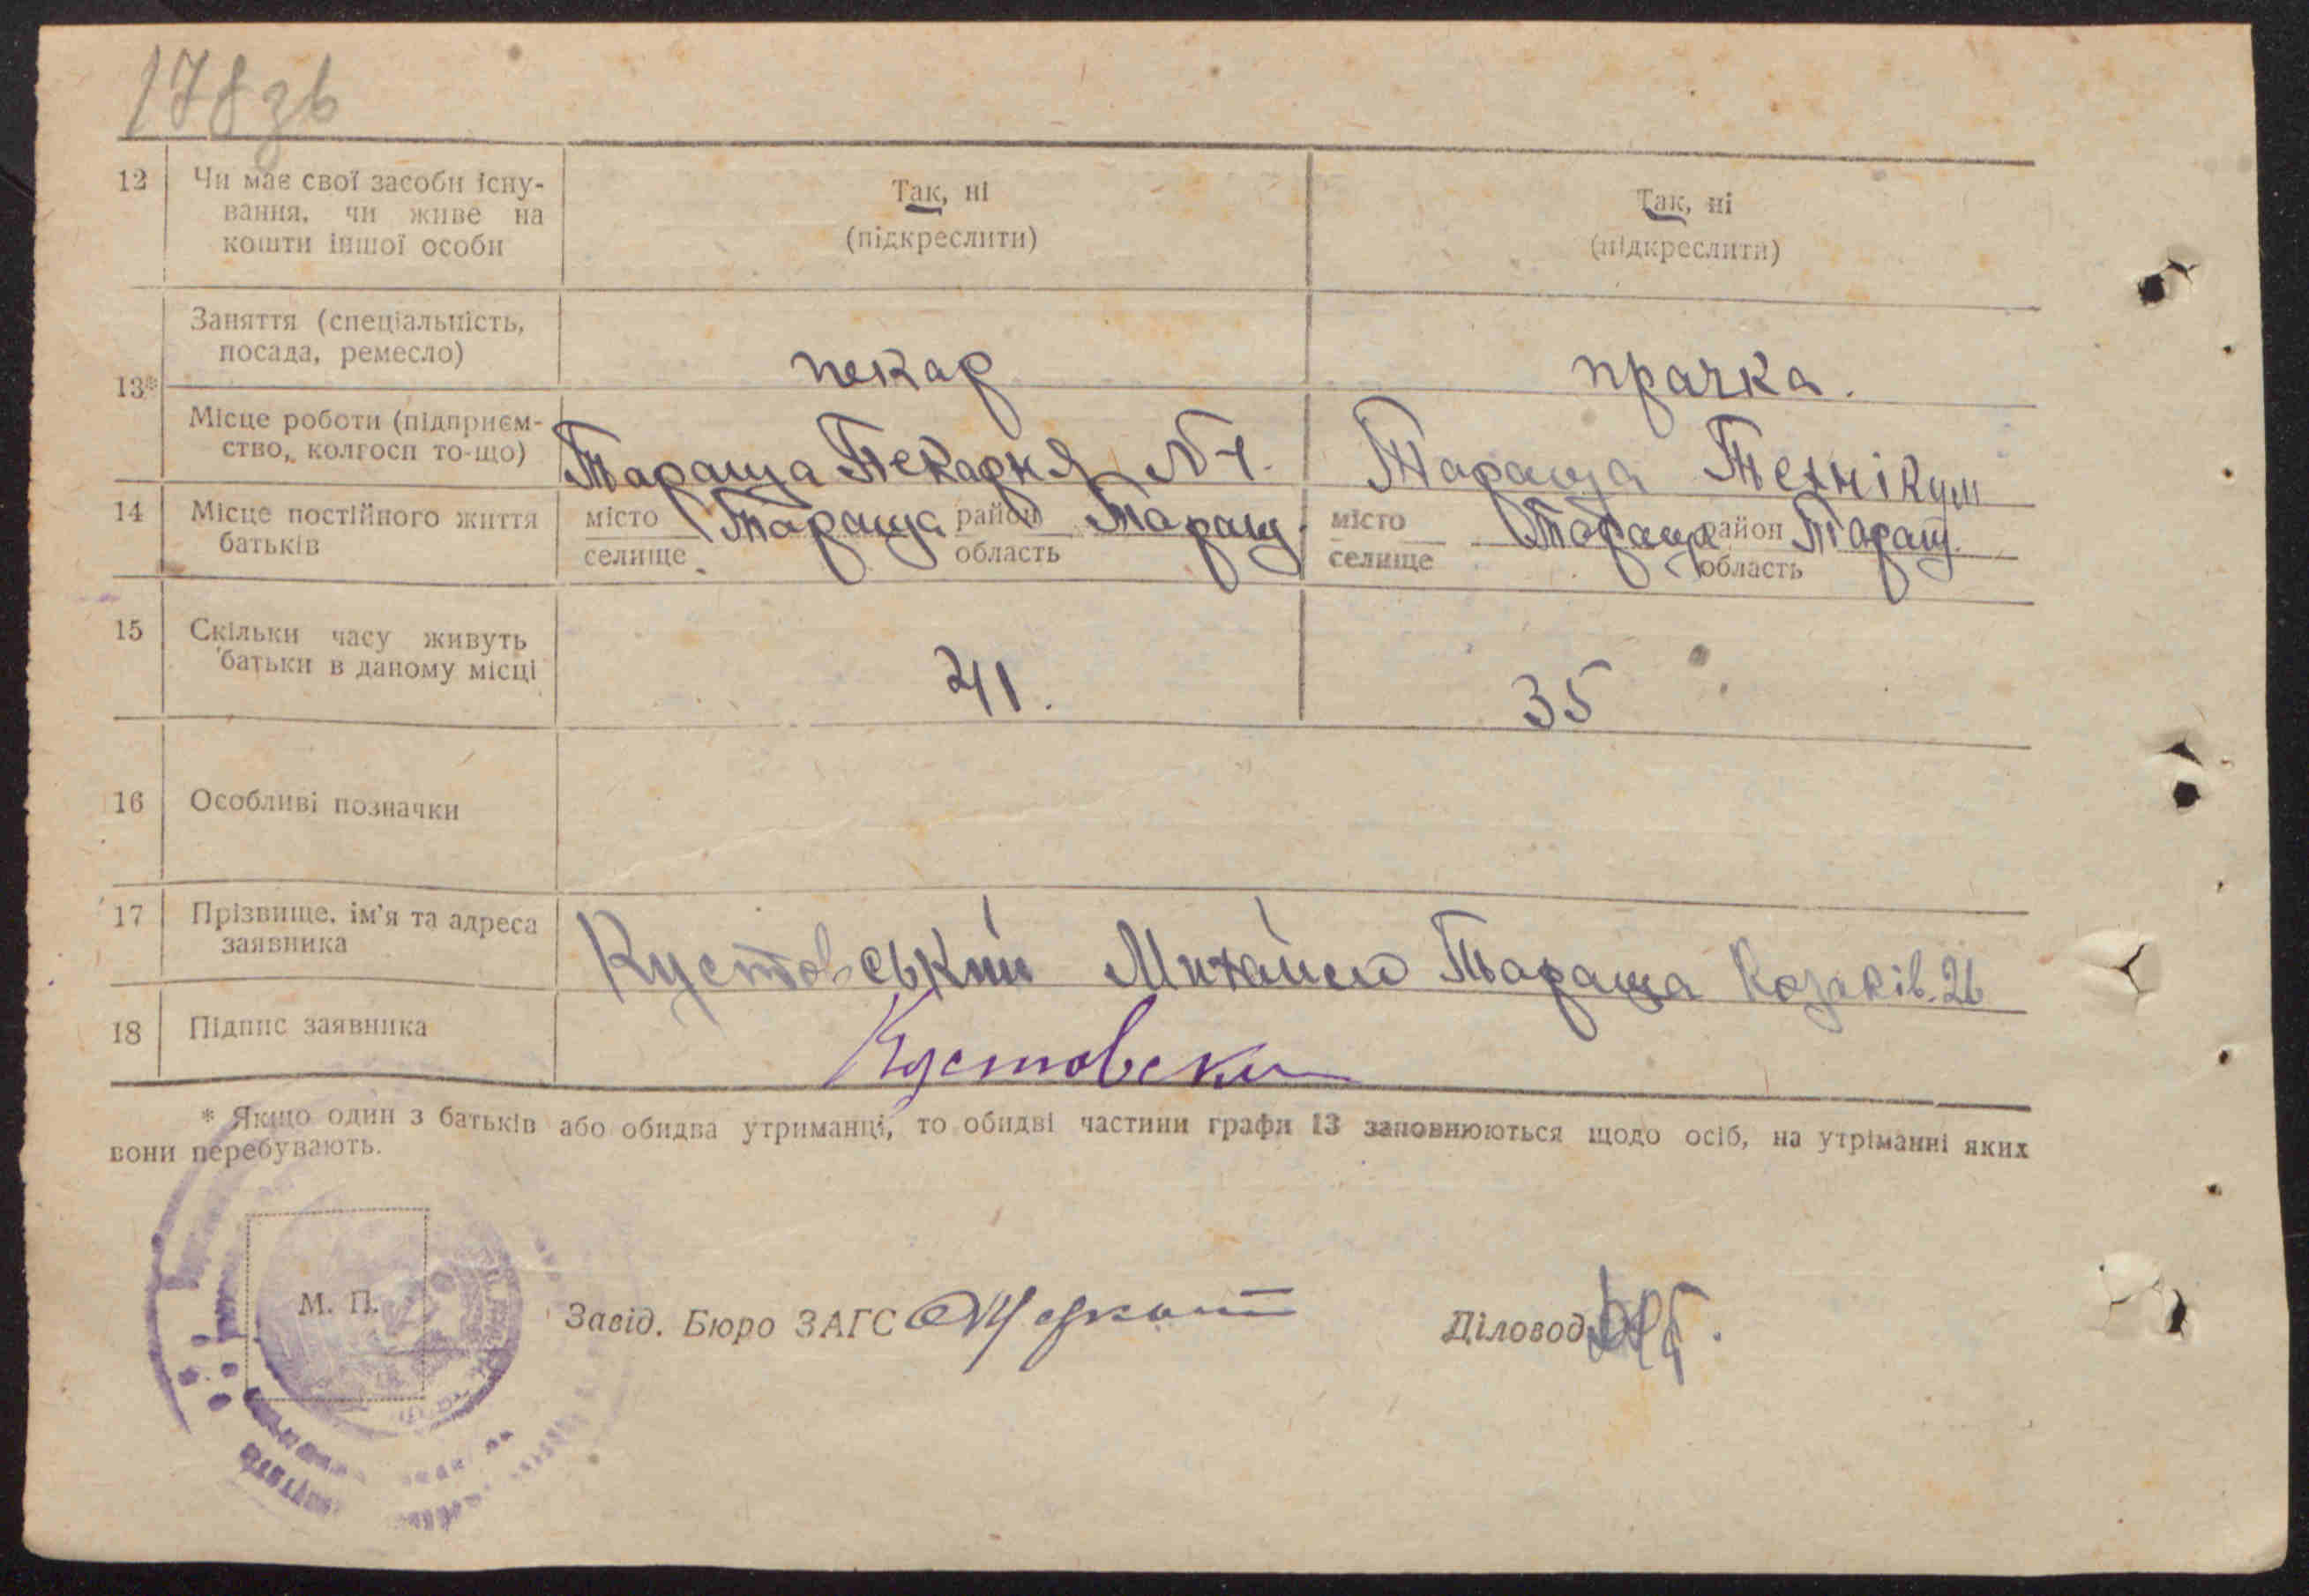 178зв
12 Чи має свої засоби існу-
вання, чи живе на
кошти іншої особи
Так, ні
(підкреслити)
Так, ні
(підкреслити)
13*
Заняття (спеціальність,
посада, ремесло)
пекар
прачка.
Місце роботи (підприєм-
ство, колгосп то-що)
Тараща Пекарня №1.
Тараща Технікум
14 Місце постійного життя
батьків
місто Тараща район Таращ.
селище область
місто Тараща район Таращ.
селище область
15 Скільки часу живуть
батьки в даному місці
41.
35
16 Особливі позначки
17 Прізвище, ім'я та адреса
заявника
Кустовський Михайло Тараща Козаків. 26
18 Підпис заявника
Кустовски
* Якщо один з батьків або обидва утриманці, то обидві частини графи 13 заповнюються щодо осіб, на утріманні яких
вони перебувають.
М. П.
Завід. Бюро ЗАГС
Діловод